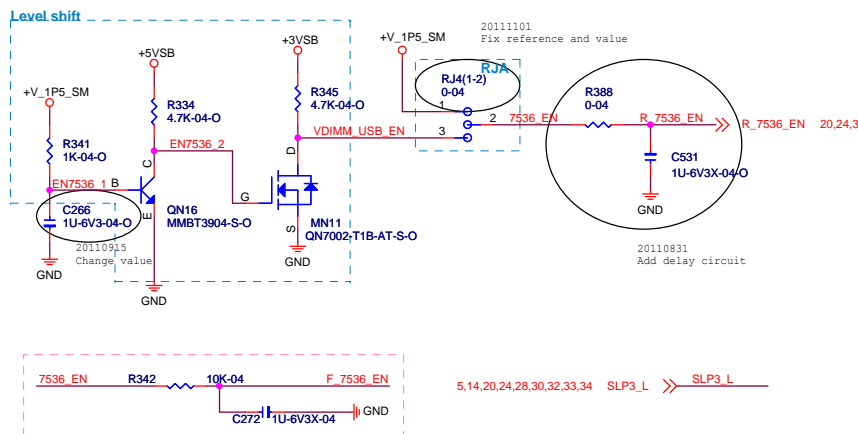 Level shift
20111101
Fix reference and value
+5VSB
+3VSB
+V_1P5_SM
RJA
RJ4(1-2)
0-04
+V_1P5_SM
R334
4.7K-04-O
R345
4.7K-04-O
R388
0-04
1
2
3
7536_EN
R_7536_EN
R_7536_EN 20,24,3
VDIMM_USB_EN
R341
1K-04-O
EN7536_2
C
D
C531
1U-6V3X-04-O
EN7536_1
B
G
QN16
MMBT3904-S-O
E
MN11
QN7002-T1B-AT-S-O
S
C266
1U-6V3-04-O
GND
20110915
Change value
GND
GND
GND
20110831
Add delay circuit
7536_EN
R342
10K-04
F_7536_EN
C272
1U-6V3X-04
GND
5,14,20,24,28,30,32,33,34 SLP3_L
SLP3_L